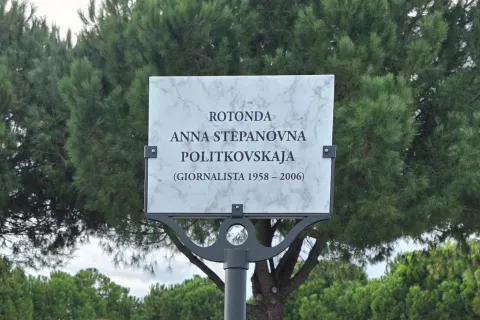 ROTONDA
ANNA STEPANOVNA
POLITKOVSKAJA
(GIORNALISTA 1958 – 2006)